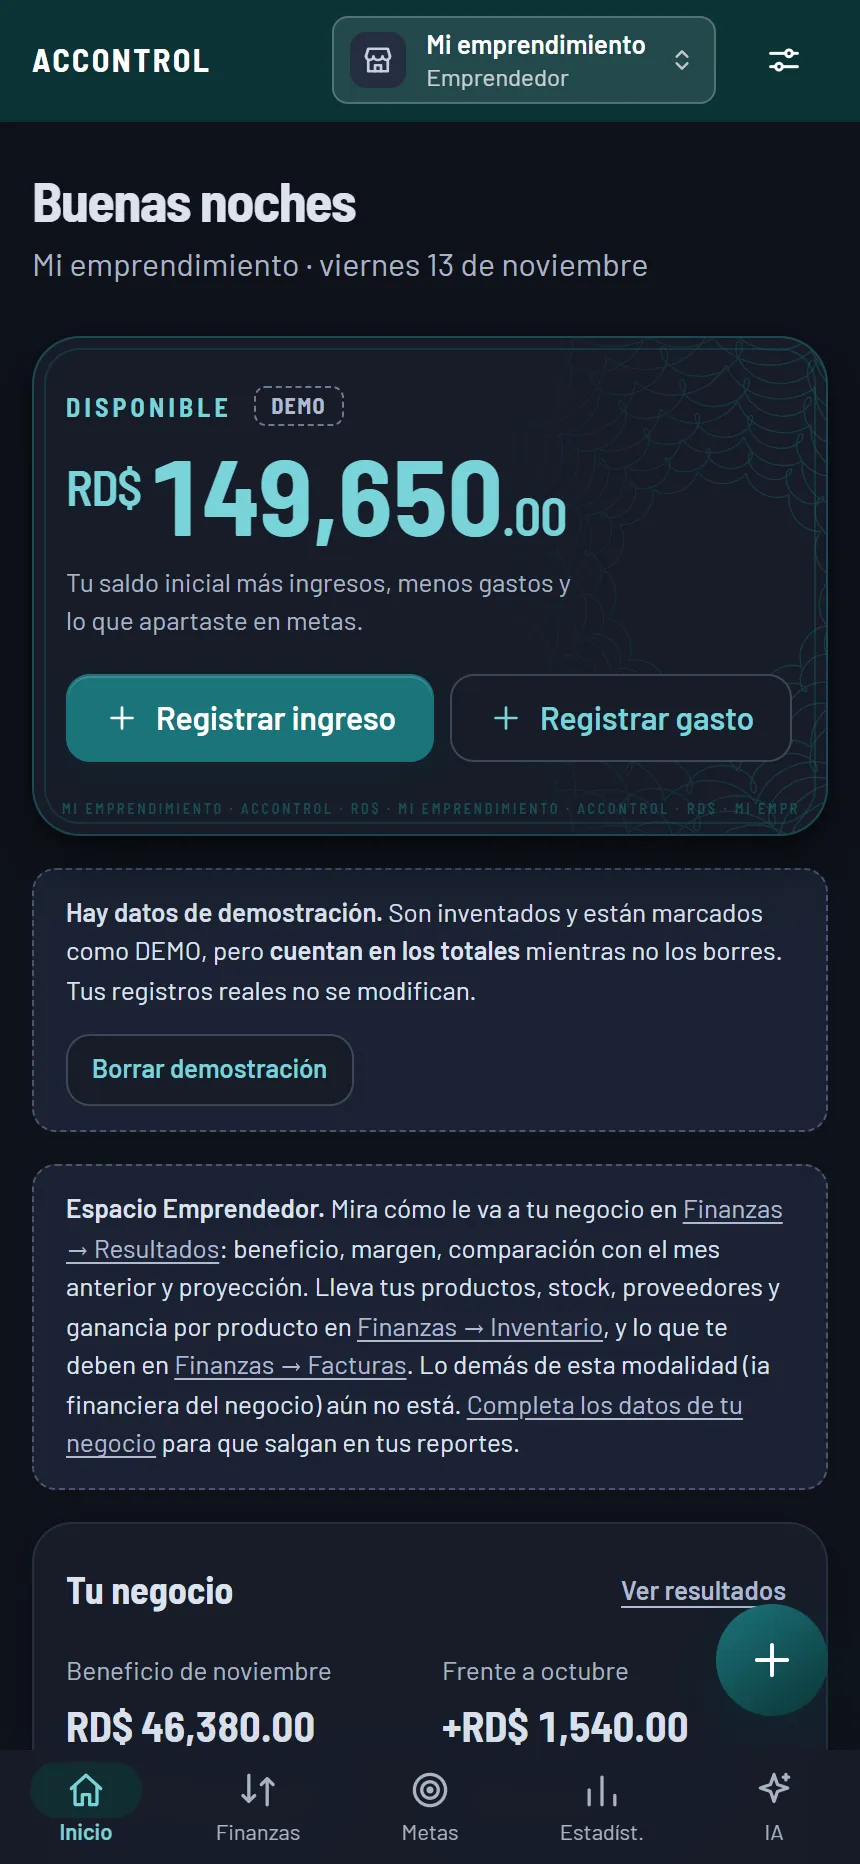 ACCONTROL
Mi emprendimiento
Emprendedor
Buenas noches
Mi emprendimiento · viernes 13 de noviembre
DISPONIBLE DEMO
RD$ 149,650.00
Tu saldo inicial más ingresos, menos gastos y
lo que apartaste en metas.
+ Registrar ingreso
+ Registrar gasto
MI EMPRENDIMIENTO · ACCONTROL · RD$ · MI EMPRENDIMIENTO · ACCONTROL · RD$ · MI EMPR
Hay datos de demostración. Son inventados y están marcados
como DEMO, pero cuentan en los totales mientras no los borres.
Tus registros reales no se modifican.
Borrar demostración
Espacio Emprendedor. Mira cómo le va a tu negocio en Finanzas
→ Resultados: beneficio, margen, comparación con el mes
anterior y proyección. Lleva tus productos, stock, proveedores y
ganancia por producto en Finanzas → Inventario, y lo que te
deben en Finanzas → Facturas. Lo demás de esta modalidad (ia
financiera del negocio) aún no está. Completa los datos de tu
negocio para que salgan en tus reportes.
Tu negocio
Ver resultados
Beneficio de noviembre
Frente a octubre
RD$ 46,380.00
+RD$ 1,540.00
Inicio
Finanzas
Metas
Estadíst.
IA